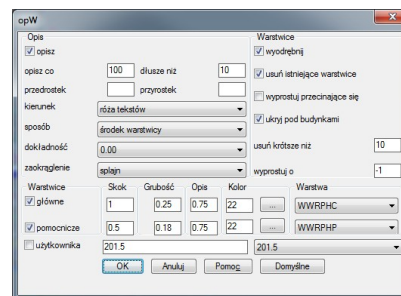 opW
Opis
opisz
opisz co 100 dłusze niż 10
przedrostek przyrostek
kierunek róża tekstów
sposób środek warstwicy
dokładność 0.00
zaokrąglenie splajn
Warstwice
wyodrębnij
usuń istniejące warstwice
wyprostuj przecinające się
ukryj pod budynkami
usuń krótsze niż 10
wyprostuj o -1
Warstwice Skok Grubość Opis Kolor Warstwa
główne 1 0.25 0.75 22 ... WWRPHC
pomocnicze 0.5 0.18 0.75 22 ... WWRPHP
użytkownika 201.5 201.5
OK Anuluj Pomoc Domyślne